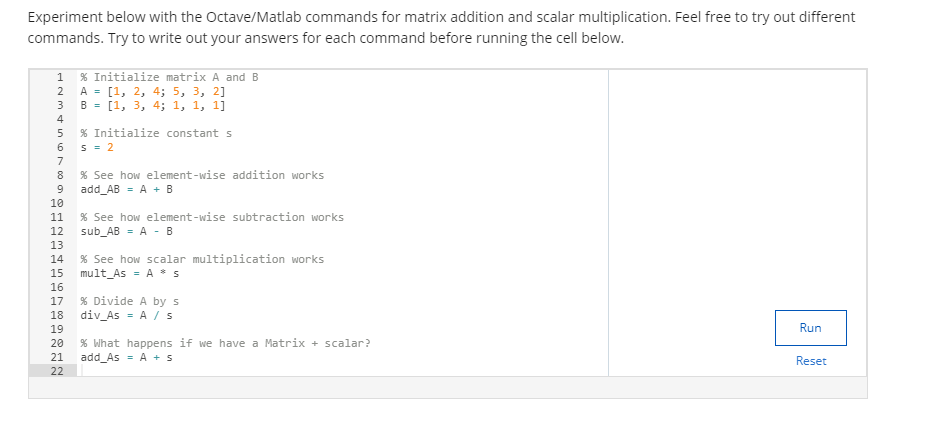 Experiment below with the Octave/Matlab commands for matrix addition and scalar multiplication. Feel free to try out different
commands. Try to write out your answers for each command before running the cell below.
1 % Initialize matrix A and B
2 A = [1, 2, 4; 5, 3, 2]
3 B = [1, 3, 4; 1, 1, 1]
4
5 % Initialize constant s
6 s = 2
7
8 % See how element-wise addition works
9 add_AB = A + B
10
11 % See how element-wise subtraction works
12 sub_AB = A - B
13
14 % See how scalar multiplication works
15 mult_As = A * s
16
17 % Divide A by s
18 div_As = A / s
19
20 % What happens if we have a Matrix + scalar?
21 add_As = A + s
22
Run
Reset